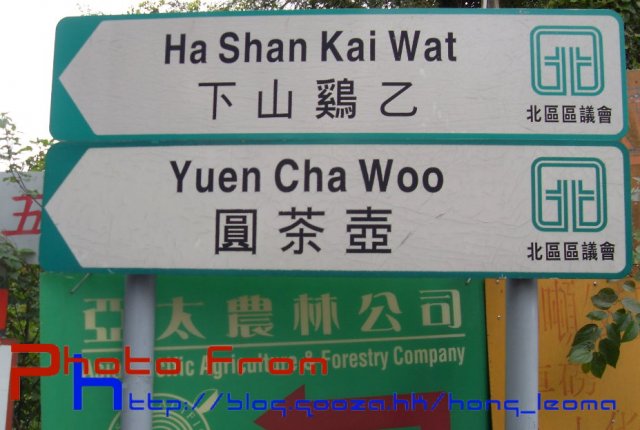 Ha Shan Kai Wat
下山鷄乙
北區區議會
Yuen Cha Woo
圓茶壺
北區區議會
五
亞太農林公司
Agriculture & Forestry Company
Photo From
http://blog.qooza.hk/hong_leoma